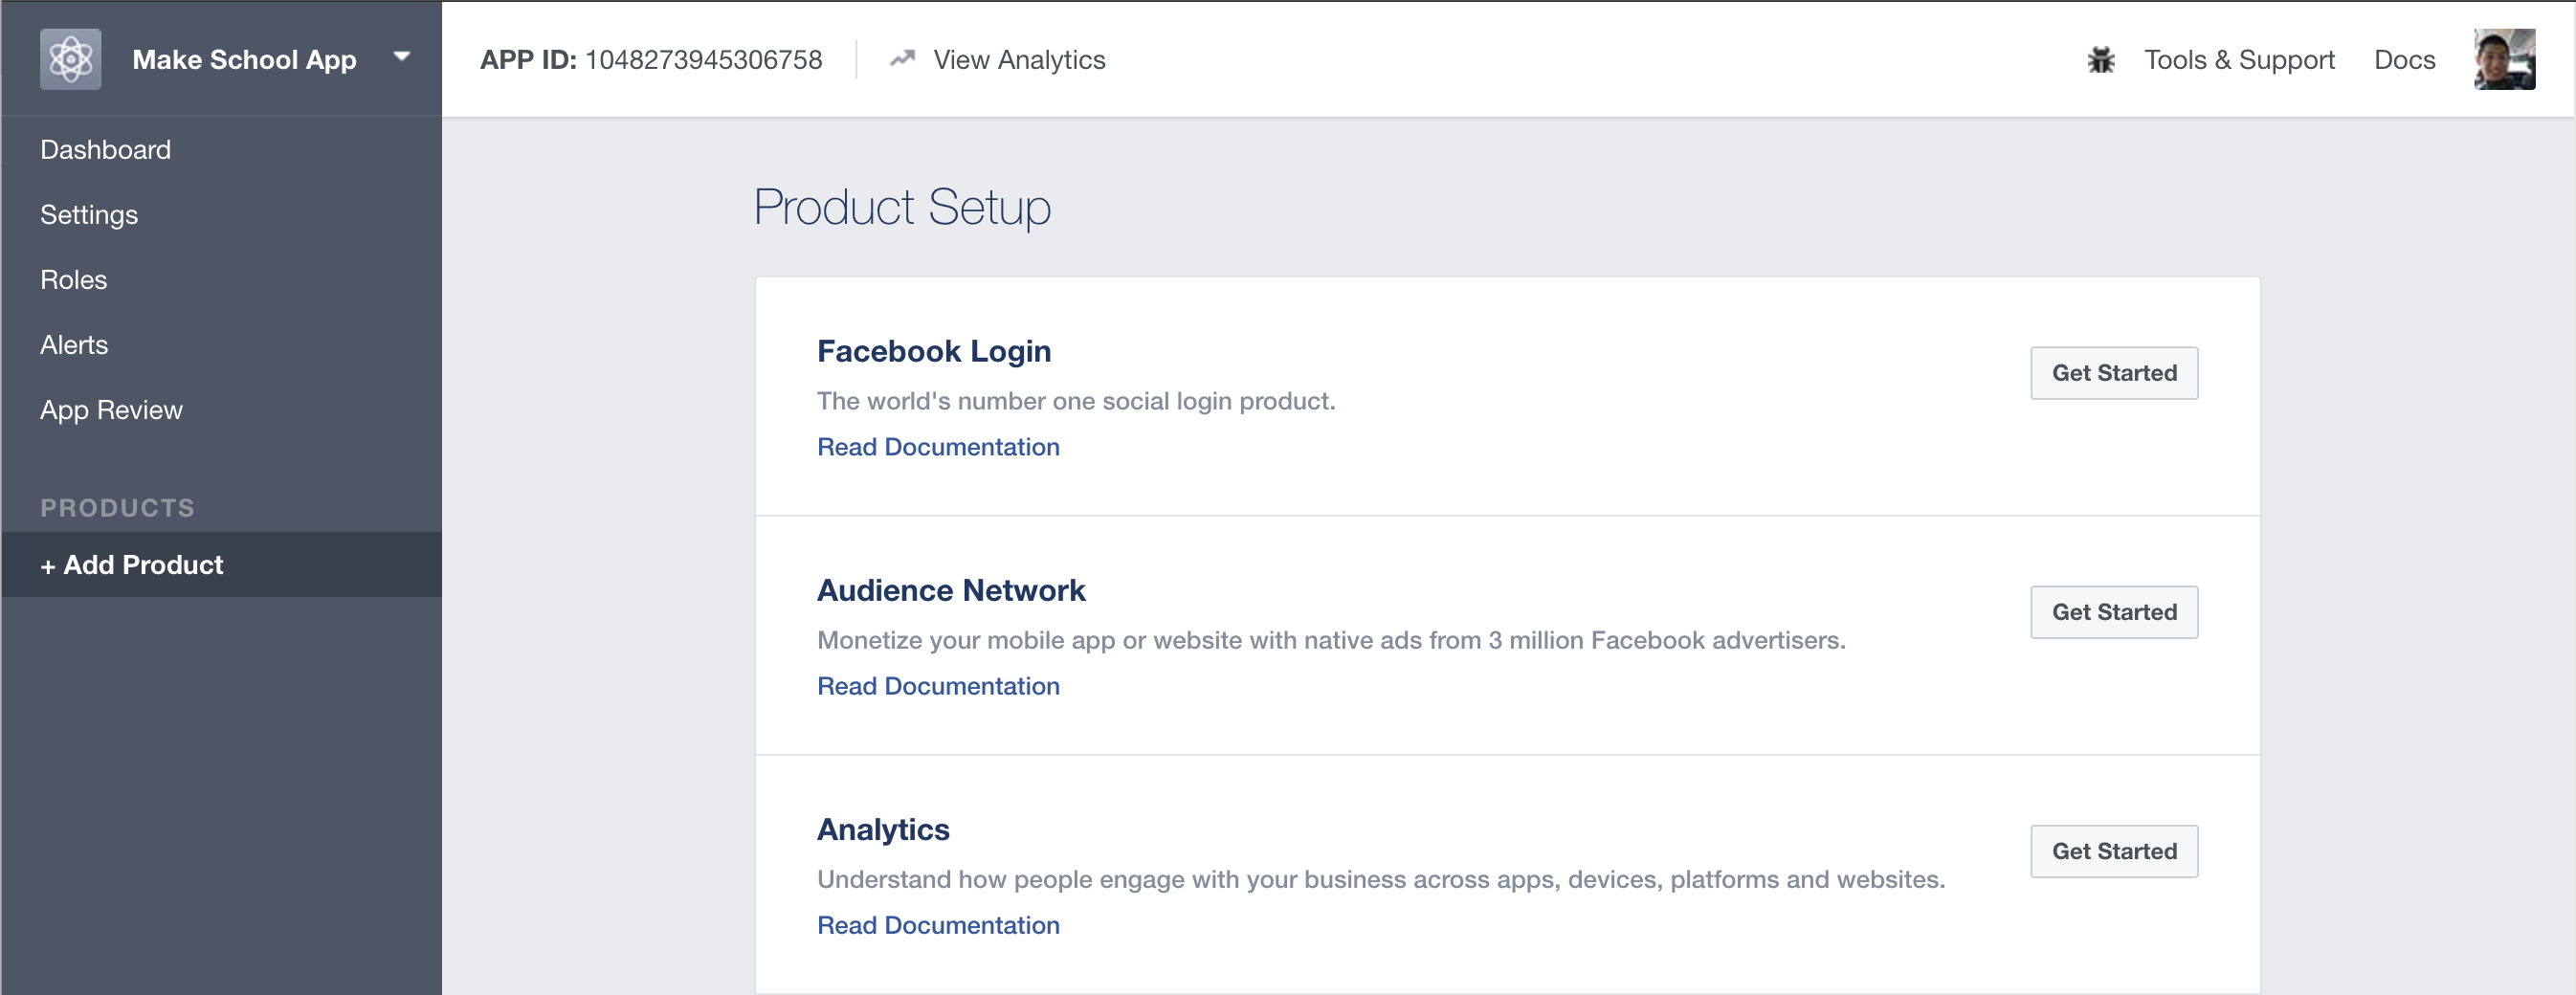 Make School App
APP ID: 1048273945306758
View Analytics
Tools & Support
Docs
Dashboard
Settings
Roles
Alerts
App Review
PRODUCTS
+ Add Product
Product Setup
Facebook Login
The world's number one social login product.
Read Documentation
Get Started
Audience Network
Monetize your mobile app or website with native ads from 3 million Facebook advertisers.
Read Documentation
Get Started
Analytics
Understand how people engage with your business across apps, devices, platforms and websites.
Read Documentation
Get Started